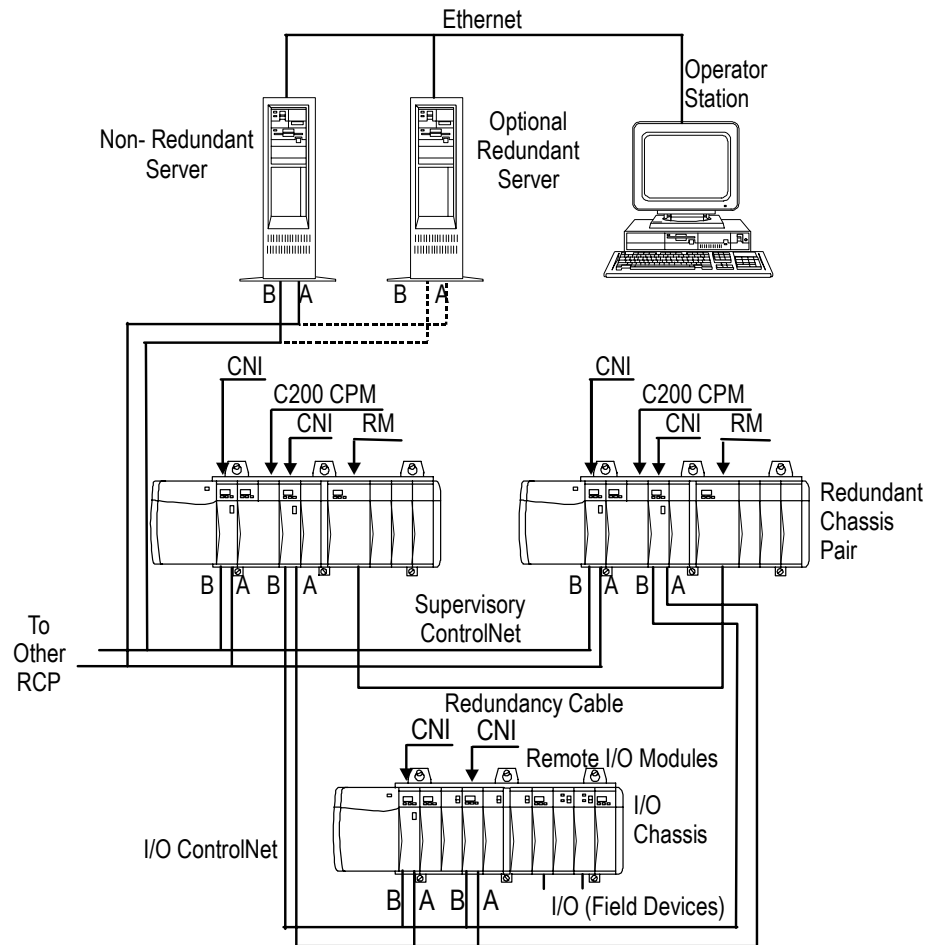 Ethernet
Operator
Station
Non- Redundant
Server
Optional
Redundant
Server
B A
B A
CNI
C200 CPM
CNI RM
CNI
C200 CPM
CNI RM
Redundant
Chassis
Pair
B A B A
B A B A
Supervisory
ControlNet
To
Other
RCP
Redundancy Cable
CNI CNI
Remote I/O Modules
I/O
Chassis
I/O ControlNet
B A B A
I/O (Field Devices)